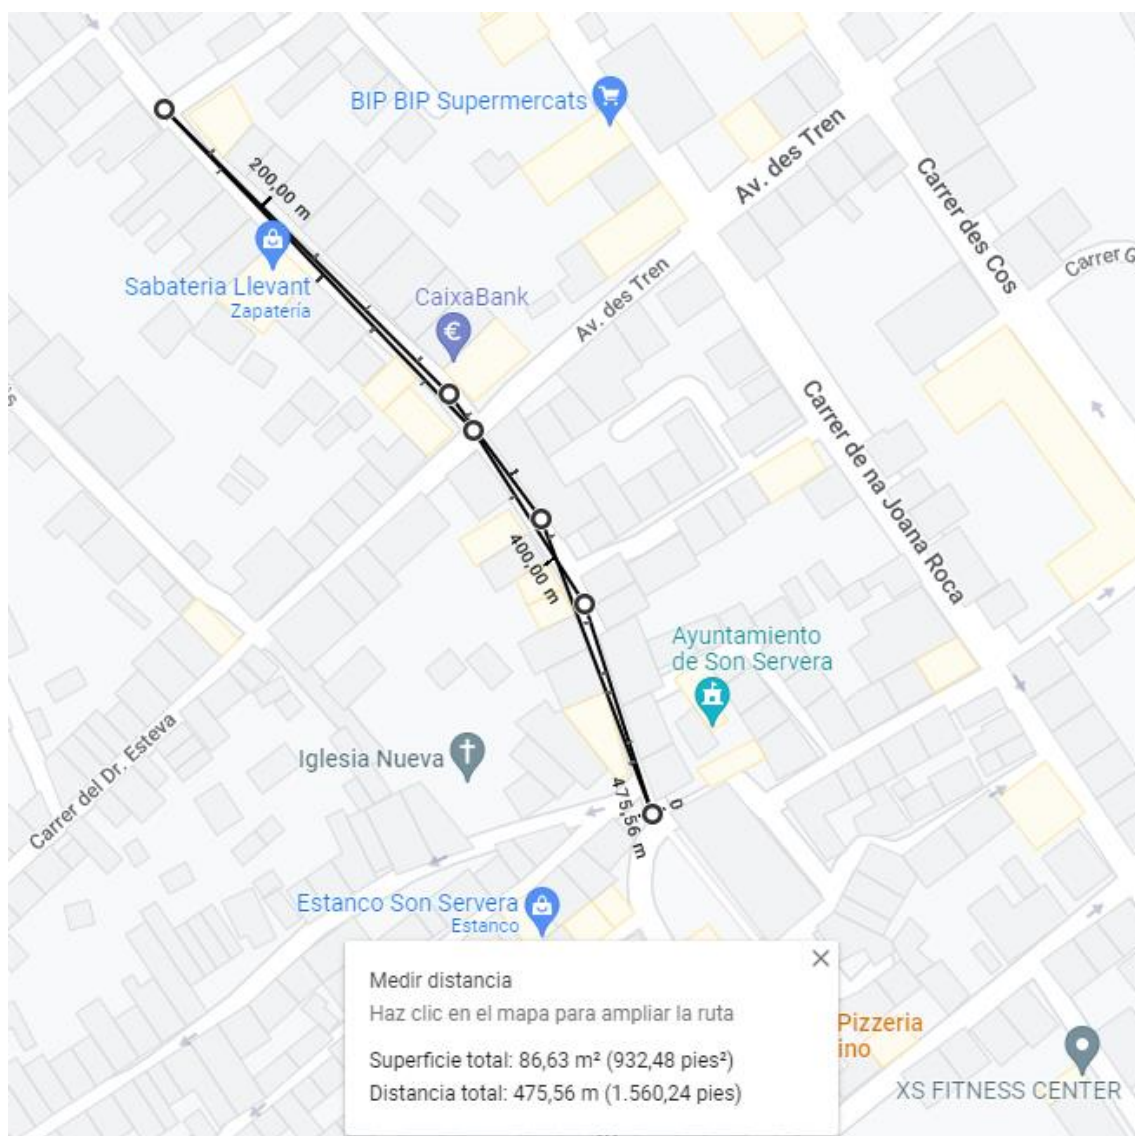 BIP BIP Supermercats
Av. des Tren
Carrer des Cos
200,00 m
Carrer G
Sabateria Llevant
Zapatería
CaixaBank
€
Av. des Tren
Carrer de na Joana Roca
400,00 m
Ayuntamiento
de Son Servera
Carrer del Dr. Esteva
Iglesia Nueva
0
475,56 m
Estanco Son Servera
Estanco
Medir distancia
Haz clic en el mapa para ampliar la ruta
Superficie total: 86,63 m² (932,48 pies²)
Distancia total: 475,56 m (1.560,24 pies)
Pizzeria
ino
XS FITNESS CENTER